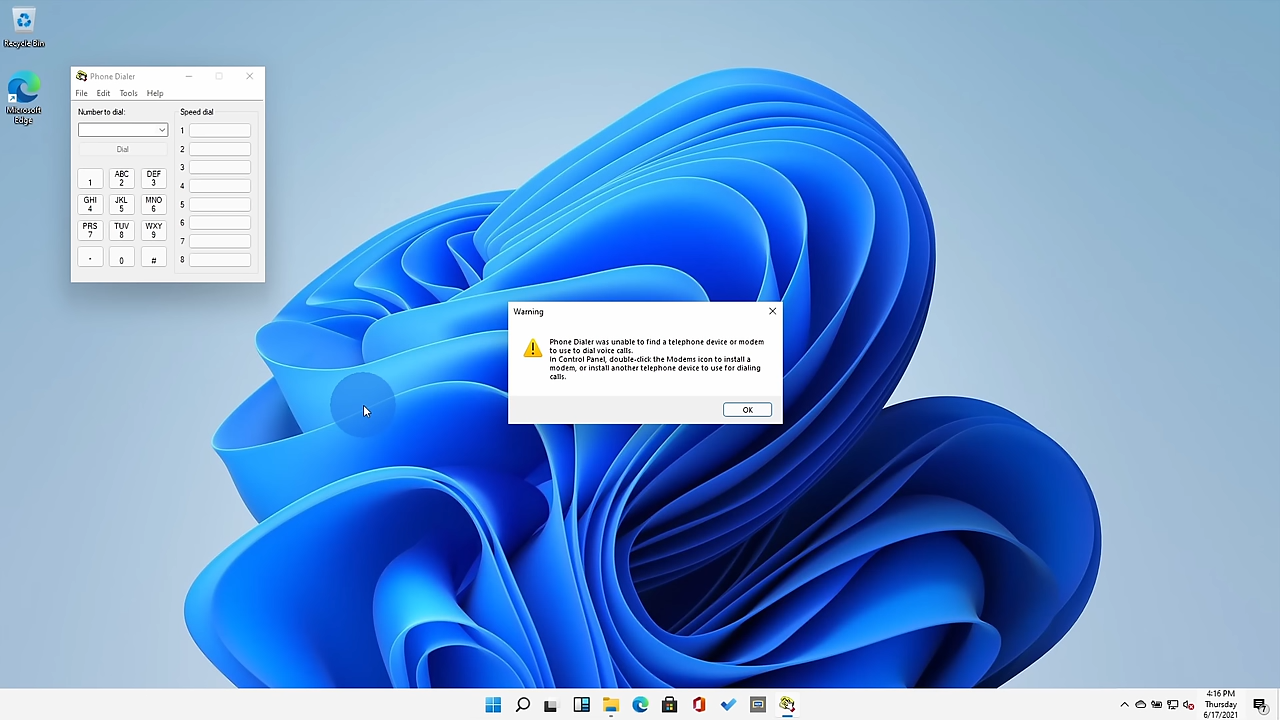 Recycle Bin
Microsoft
Edge
Phone Dialer
File Edit Tools Help
Number to dial:
Dial
1
ABC
2
DEF
3
GHI
4
JKL
5
MNO
6
PRS
7
TUV
8
WXY
9
0
#
Speed dial
1
2
3
4
5
6
7
8
Warning
Phone Dialer was unable to find a telephone device or modem
to use to dial voice calls.
In Control Panel, double-click the Modems icon to install a
modem, or install another telephone device to use for dialing
calls.
OK
4:16 PM
Thursday
6/17/2021
7